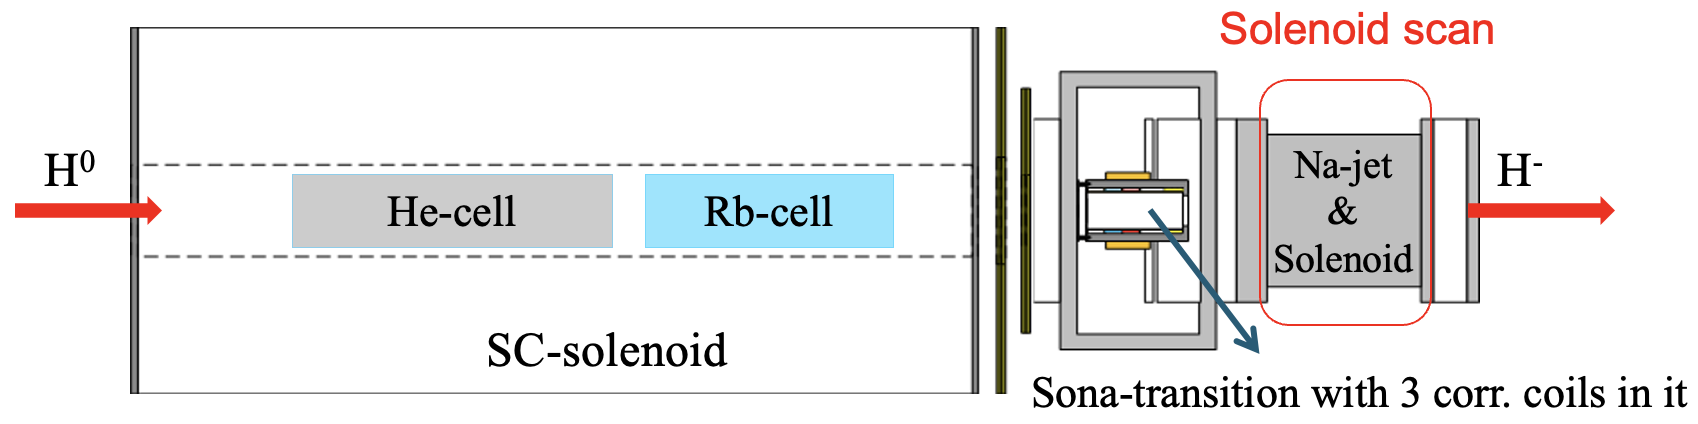 Solenoid scan
H⁰
He-cell
Rb-cell
Na-jet
&
Solenoid
H⁻
SC-solenoid
Sona-transition with 3 corr. coils in it